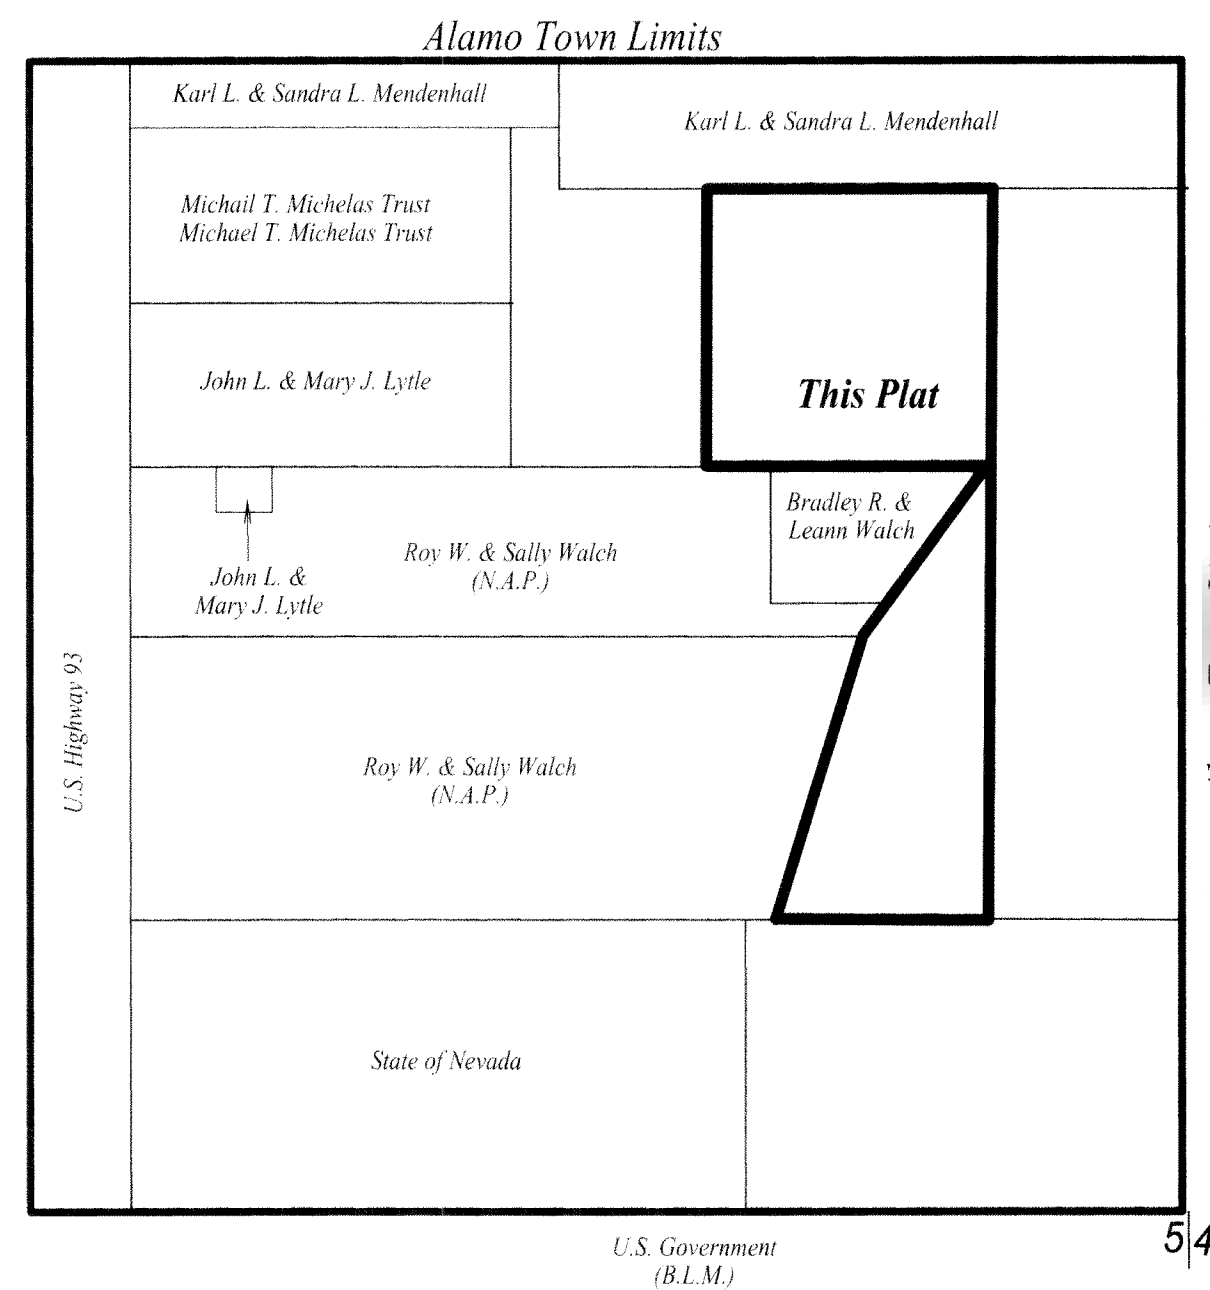 Alamo Town Limits
Karl L. & Sandra L. Mendenhall
Karl L. & Sandra L. Mendenhall
Michail T. Michelas Trust
Michael T. Michelas Trust
John L. & Mary J. Lytle
This Plat
Bradley R. &
Leann Walch
Roy W. & Sally Walch
(N.A.P.)
John L. &
Mary J. Lytle
U.S. Highway 93
Roy W. & Sally Walch
(N.A.P.)
State of Nevada
5|4
U.S. Government
(B.L.M.)